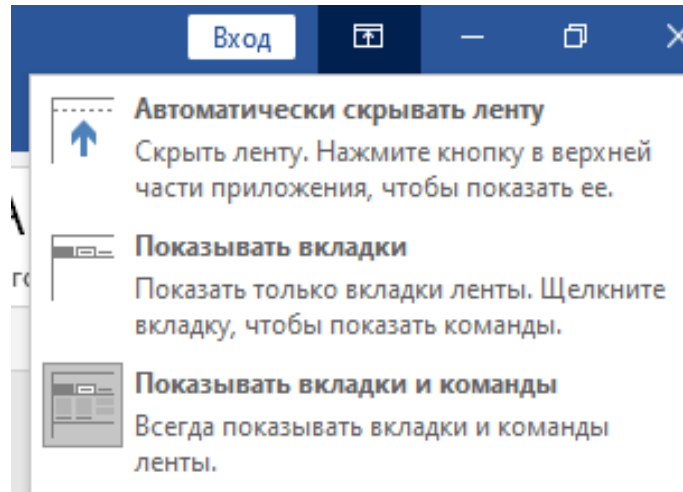 Вход
Автоматически скрывать ленту
Скрыть ленту. Нажмите кнопку в верхней
части приложения, чтобы показать ее.
Показывать вкладки
Показать только вкладки ленты. Щелкните
вкладку, чтобы показать команды.
Показывать вкладки и команды
Всегда показывать вкладки и команды
ленты.